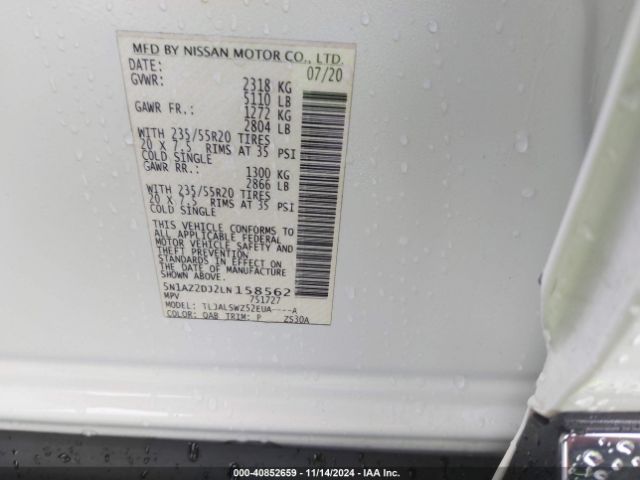 MFD BY NISSAN MOTOR CO., LTD.
DATE: 07/20
GVWR: 2318 KG
5110 LB
GAWR FR.: 1272 KG
2804 LB
WITH 235/55R20 TIRES
20 X 7.5 RIMS AT 35 PSI
COLD SINGLE
GAWR RR.: 1300 KG
2866 LB
WITH 235/55R20 TIRES
20 X 7.5 RIMS AT 35 PSI
COLD SINGLE
THIS VEHICLE CONFORMS TO
ALL APPLICABLE FEDERAL
MOTOR VEHICLE SAFETY AND
THEFT PREVENTION
STANDARDS IN EFFECT ON
THE DATE OF MANUFACTURE
SHOWN ABOVE.
5N1AZ2DJ2LN158562
MPV 751727
MODEL: TLJALSWZ52EUA----A
COLOR: QAB TRIM: P Z530A
© - 40852659 - 11/14/2024 - IAA Inc.